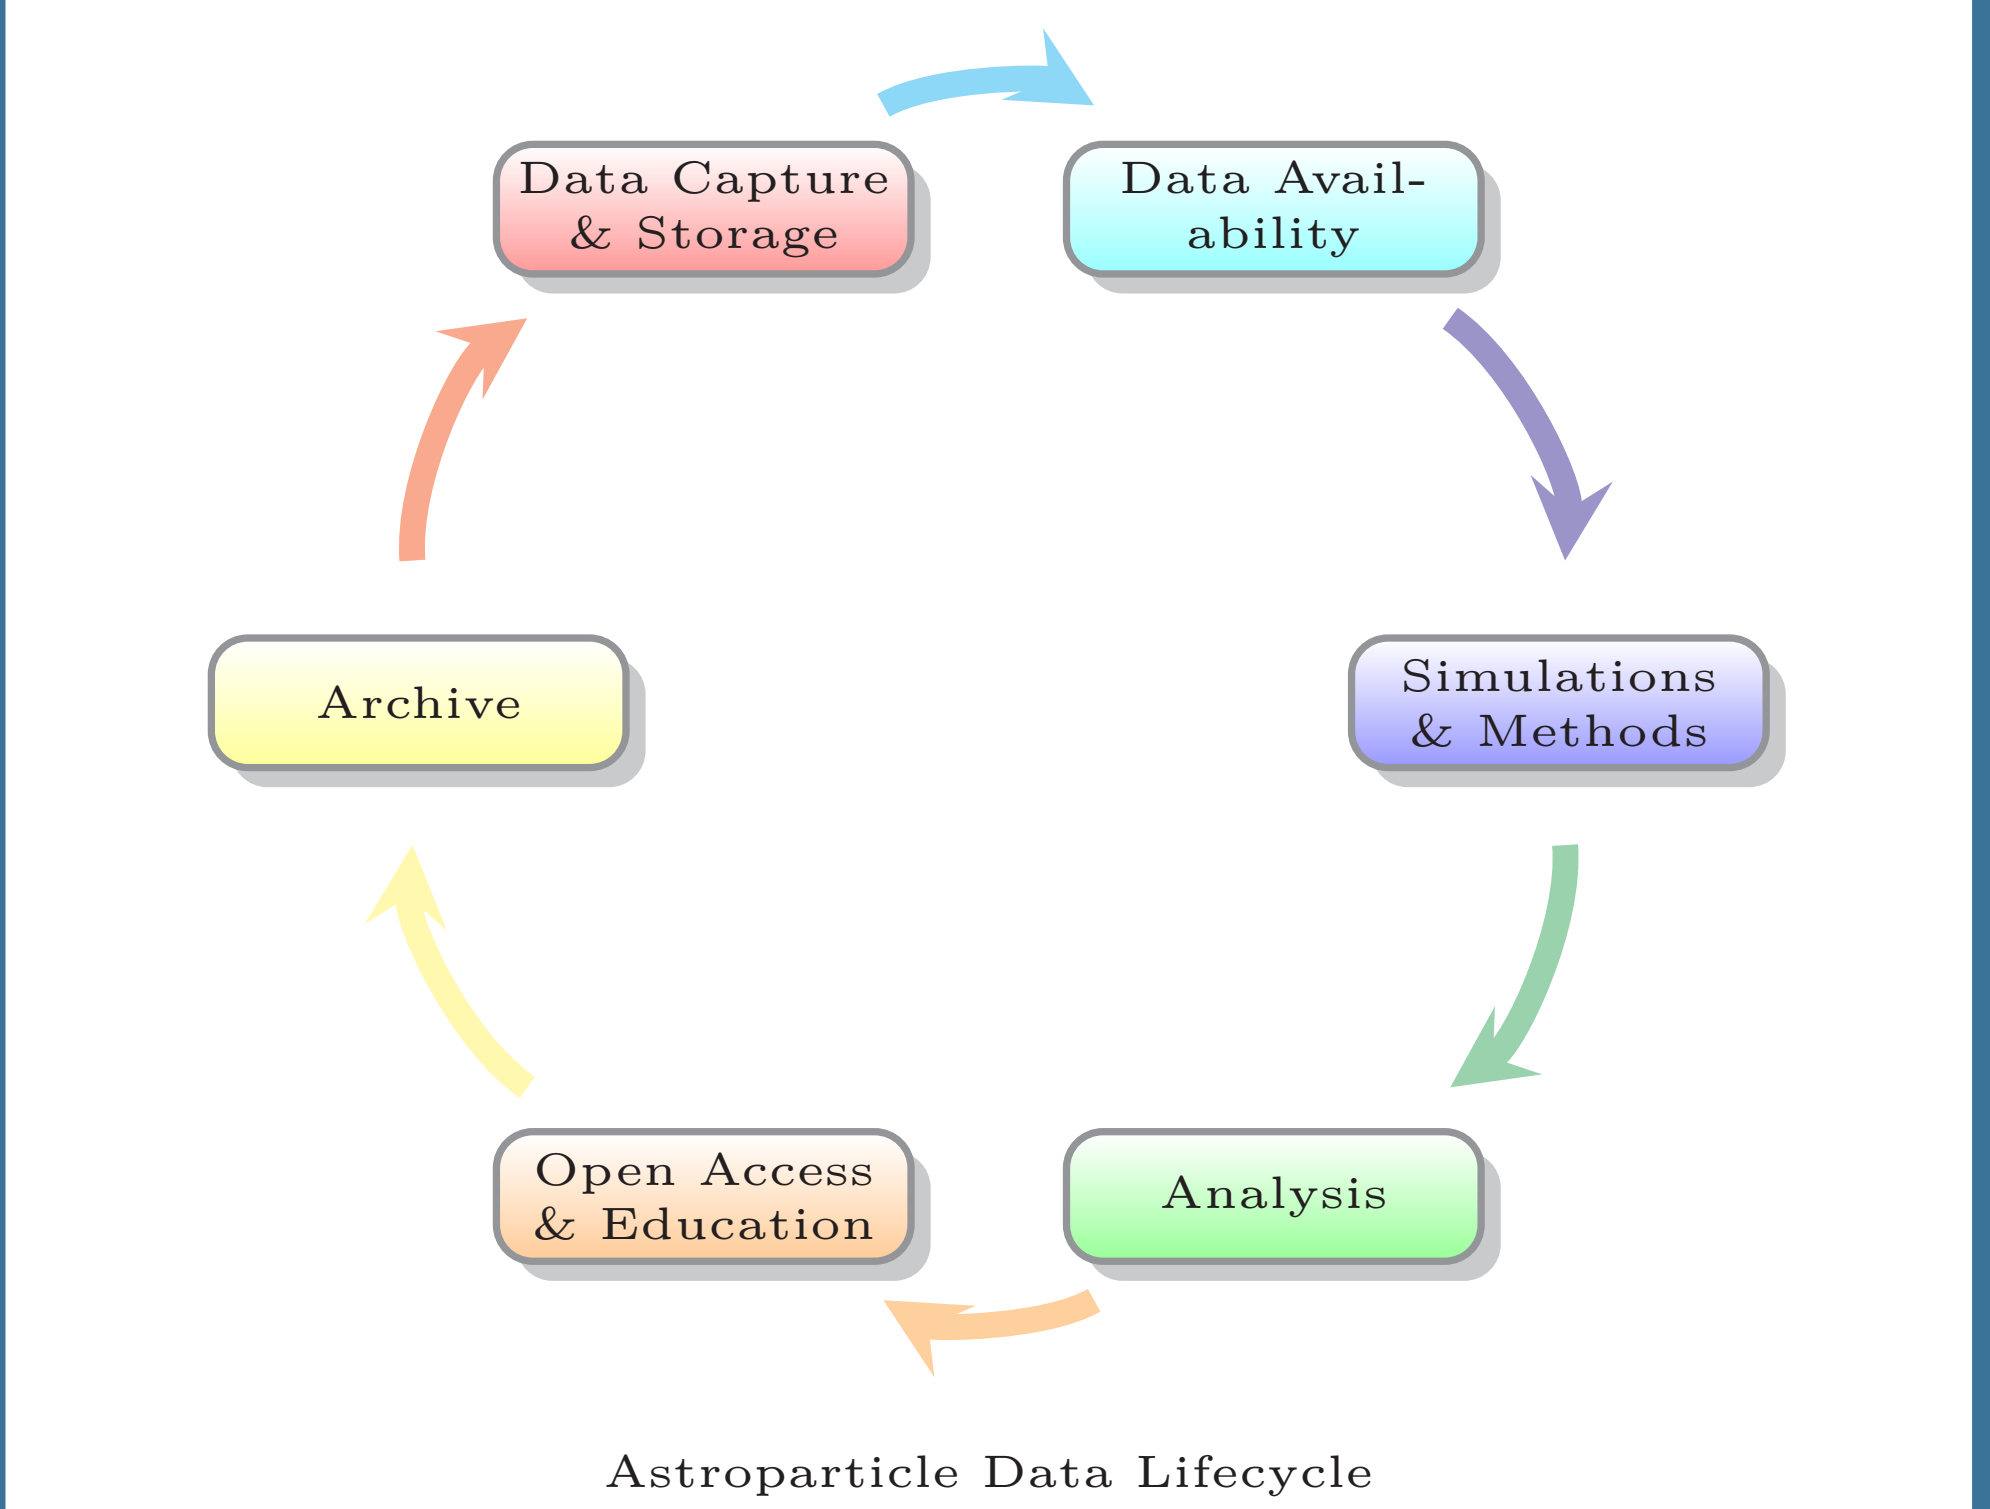 Data Capture
& Storage
Data Avail-
ability
Simulations
& Methods
Analysis
Open Access
& Education
Archive
Astroparticle Data Lifecycle